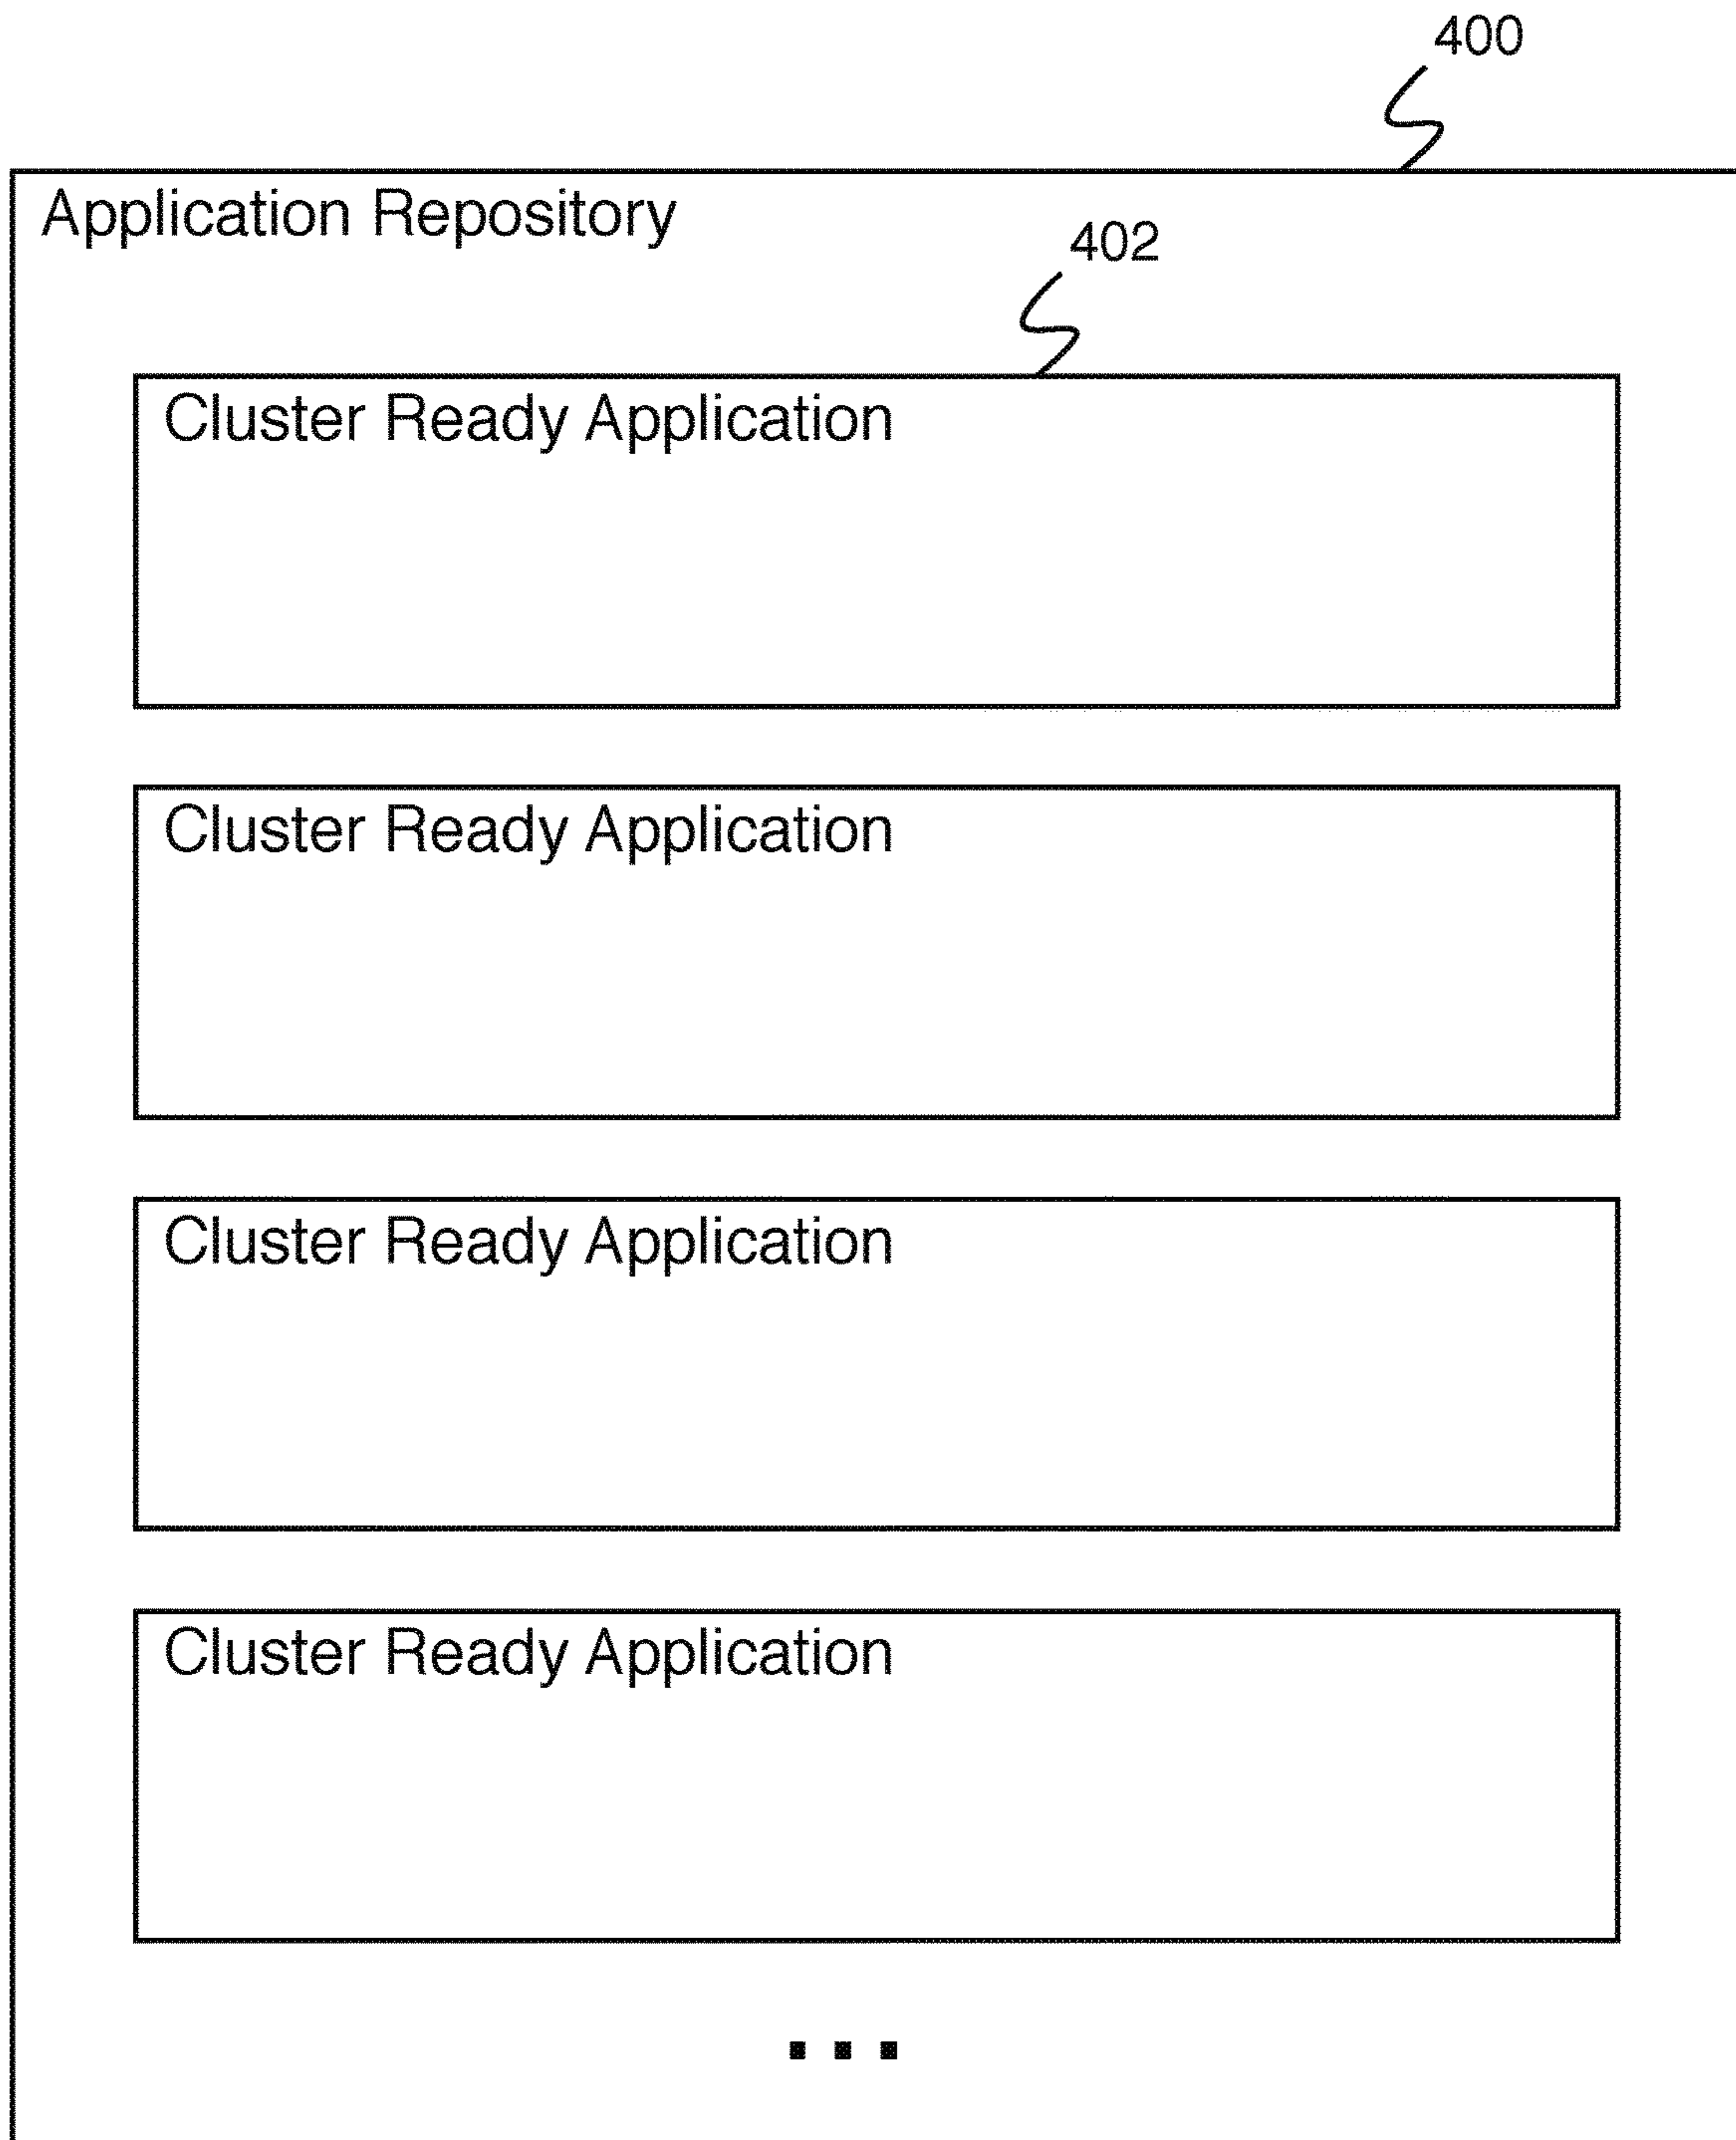 400
Application Repository
402
Cluster Ready Application
Cluster Ready Application
Cluster Ready Application
Cluster Ready Application
...